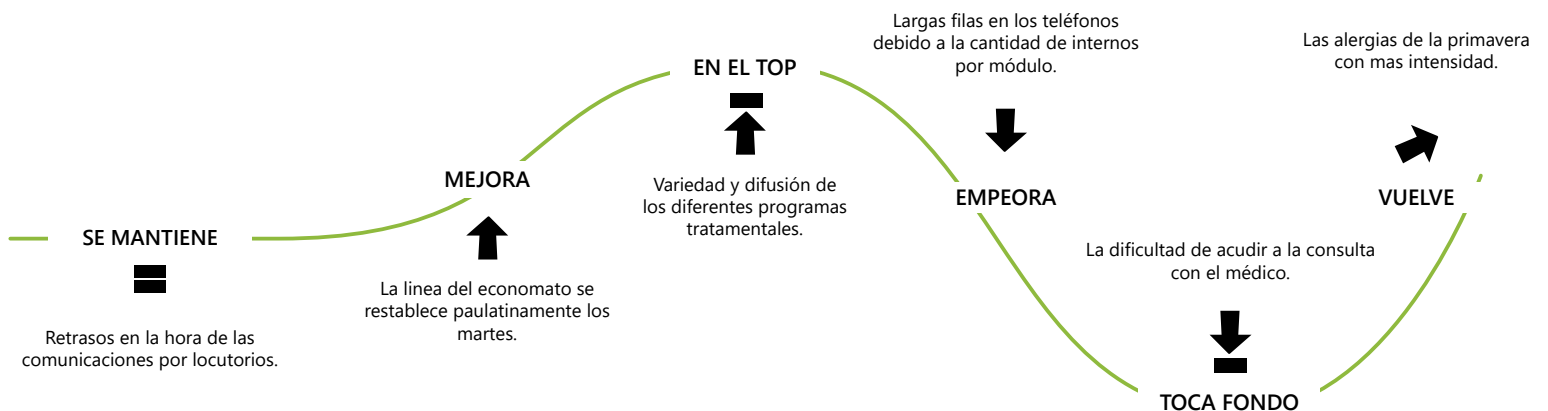 SE MANTIENE
Retrasos en la hora de las
comunicaciones por locutorios.
MEJORA
La linea del economato se
restablece paulatinamente los
martes.
EN EL TOP
Variedad y difusión de
los diferentes programas
tratamentales.
Largas filas en los teléfonos
debido a la cantidad de internos
por módulo.
EMPEORA
La dificultad de acudir a la consulta
con el médico.
TOCA FONDO
Las alergias de la primavera
con mas intensidad.
VUELVE